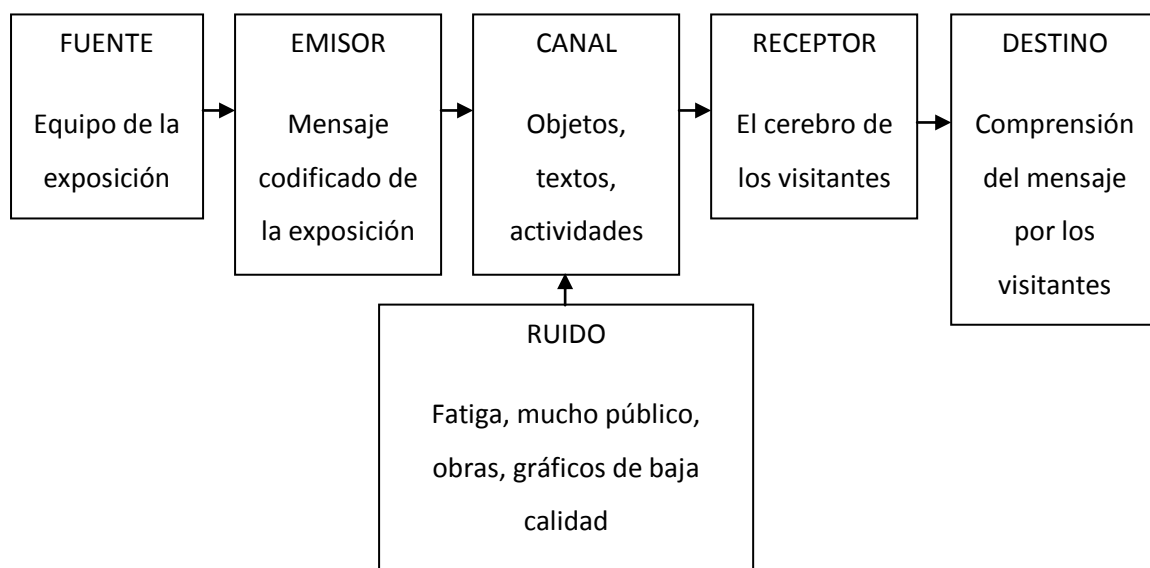 FUENTE
Equipo de la
exposición
EMISOR
Mensaje
codificado de
la exposición
CANAL
Objetos,
textos,
actividades
RECEPTOR
El cerebro de
los visitantes
DESTINO
Comprensión
del mensaje
por los
visitantes
RUIDO
Fatiga, mucho público,
obras, gráficos de baja
calidad